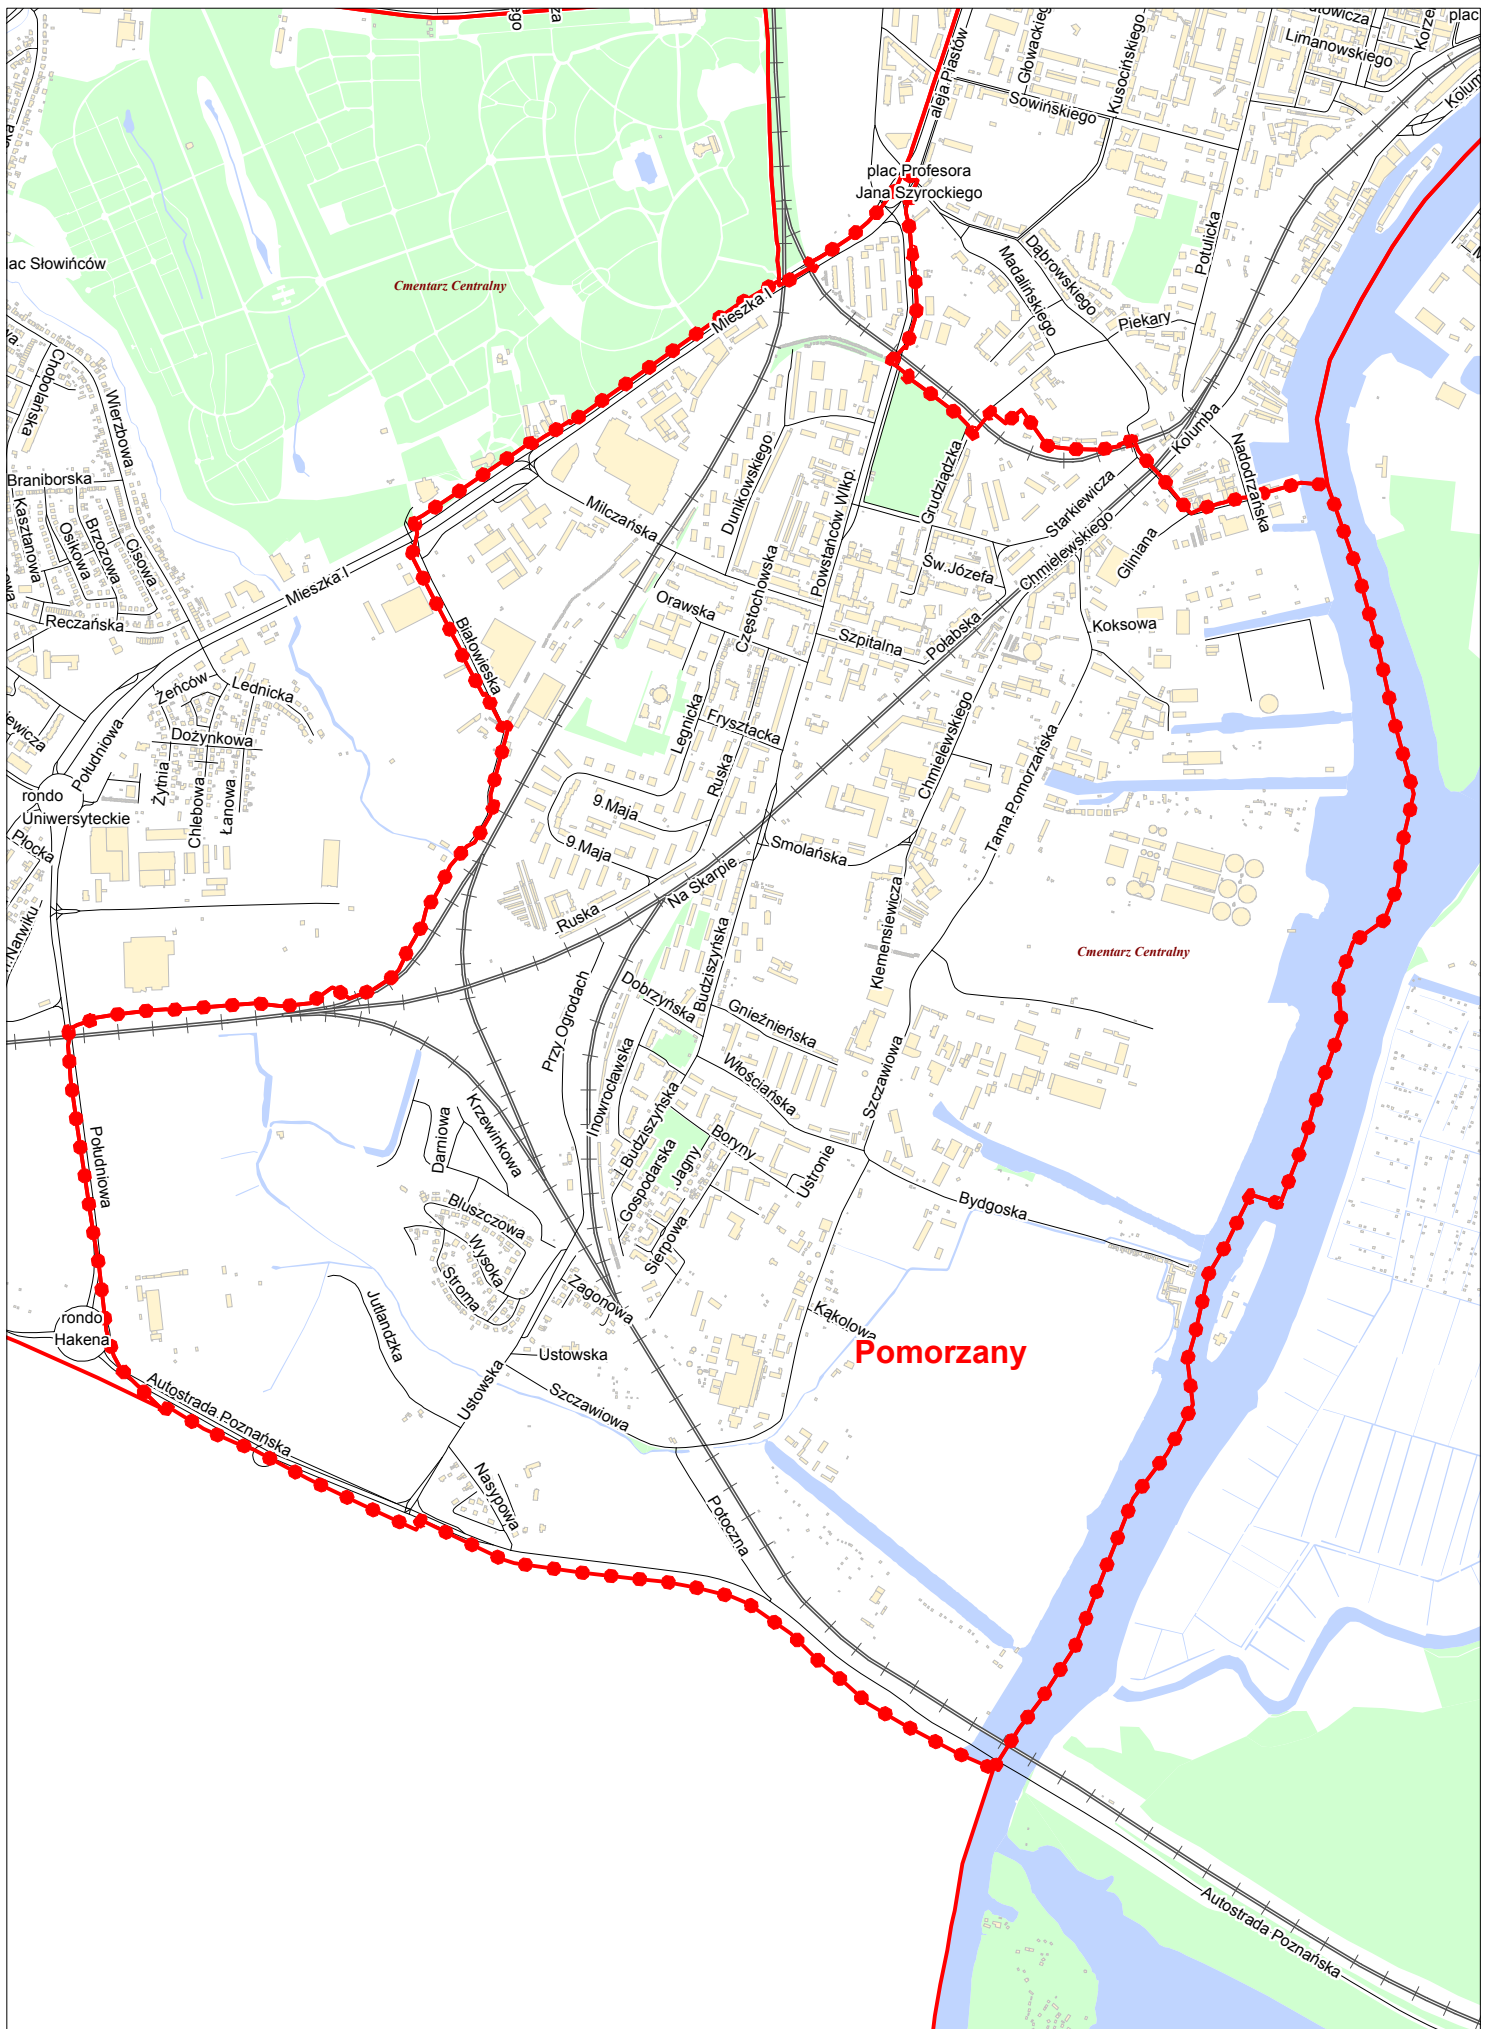 aleja Piastów
Głowackieg
Kusocińskiego
Limanowskiego
plac
Sowińskiego
plac Profesora
Jana Szyrockiego
Potulicka
Dąbrowskiego
Madalińskiego
Piekary
lac Słowińców
Cmentarz Centralny
Mieszka I
Chobolańska
Wierzbowa
Kolumba
Nadodrzańska
Braniborska
Kasztanowa
Osikowa
Brzozowa
Cisowa
Milczańska
Dunikowskiego
Powstańców Wlkp.
Grudziądzka
Starkiewicza
Chmielewskiego
Gliniana
Św.Józefa
Mieszka I
Reczańska
Orawska
Częstochowska
Szpitalna
Połabska
Koksowa
Białowieska
Żeńców
Lednicka
iewicza
Południowa
Dożynkowa
Żytnia
Chlebowa
Łanowa
Legnicka
Frysztacka
Ruska
Chmielewskiego
Tama Pomorzańska
rondo
Uniwersyteckie
9 Maja
9 Maja
Płocka
Smolańska
Na Skarpie
Klemensiewicza
Narwiku
Ruska
Budziszyńska
Cmentarz Centralny
Przy Ogrodach
Dobrzyńska
Gnieźnieńska
Inowrocławska
Włościańska
Szczawiowa
Południowa
Damiowa
Krzewinkowa
Budziszyńska
Gospodarska
Jagny
Boryny
Ustronie
Bydgoska
Bluszczowa
Wysoka
Stroma
Sierpowa
Zagonowa
Jutlandzka
Kąkolowa
rondo
Hakena
Pomorzany
Ustowska
Ustowska
Szczawiowa
Autostrada Poznańska
Nasypowa
Potoczna
Autostrada Poznańska